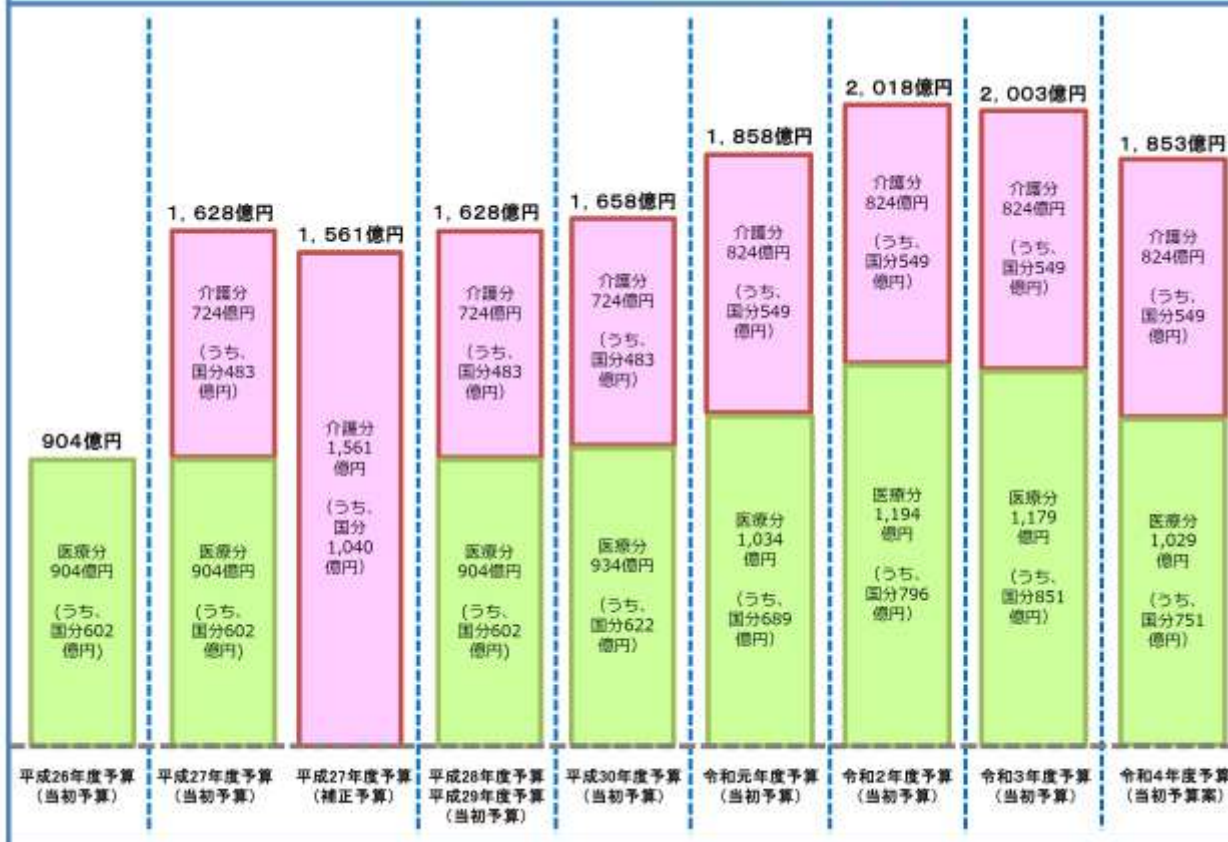 904億円
医療分
904億円
(うち、
国分602
億円)
平成26年度予算
(当初予算)
1, 628億円
介護分
724億円
(うち、
国分483
億円)
医療分
904億円
(うち、
国分602
億円)
平成27年度予算
(当初予算)
1, 561億円
介護分
1,561
億円
(うち、
国分
1,040
億円)
平成27年度予算
(補正予算)
1, 628億円
介護分
724億円
(うち、
国分483
億円)
医療分
904億円
(うち、
国分602
億円)
平成28年度予算
平成29年度予算
(当初予算)
1, 658億円
介護分
724億円
(うち、
国分483
億円)
医療分
934億円
(うち、
国分622
億円)
平成30年度予算
(当初予算)
1, 858億円
介護分
824億円
(うち、
国分549
億円)
医療分
1,034
億円
(うち、
国分689
億円)
令和元年度予算
(当初予算)
2, 018億円
介護分
824億円
(うち、
国分549
億円)
医療分
1,194
億円
(うち、
国分796
億円)
令和2年度予算
(当初予算)
2, 003億円
介護分
824億円
(うち、
国分549
億円)
医療分
1,179
億円
(うち、
国分851
億円)
令和3年度予算
(当初予算)
1, 853億円
介護分
824億円
(うち、
国分549
億円)
医療分
1,029
億円
(うち、
国分751
億円)
令和4年度予算
(当初予算案)